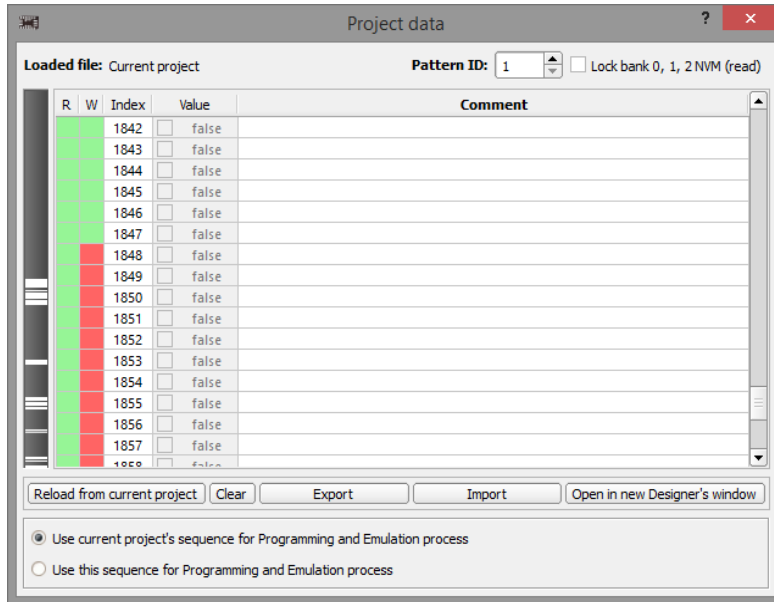 Project data
? ×
Loaded file: Current project Pattern ID: 1 Lock bank 0, 1, 2 NVM (read)
R W Index Value Comment
1842 false
1843 false
1844 false
1845 false
1846 false
1847 false
1848 false
1849 false
1850 false
1851 false
1852 false
1853 false
1854 false
1855 false
1856 false
1857 false
1858 false
Reload from current project Clear Export Import Open in new Designer's window
Use current project's sequence for Programming and Emulation process
Use this sequence for Programming and Emulation process